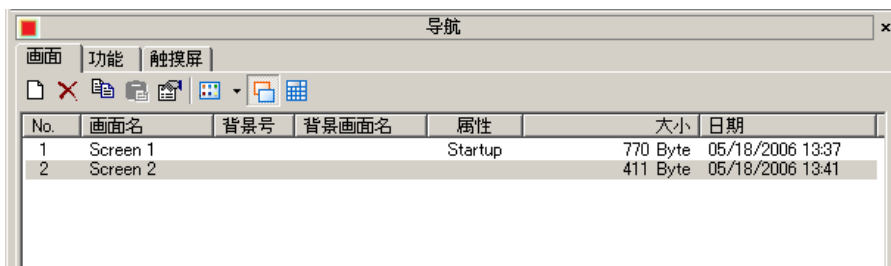 导航
画面 功能 触摸屏
No. 画面名 背景号 背景画面名 属性 大小 日期
1 Screen 1 Startup 770 Byte 05/18/2006 13:37
2 Screen 2 411 Byte 05/18/2006 13:41